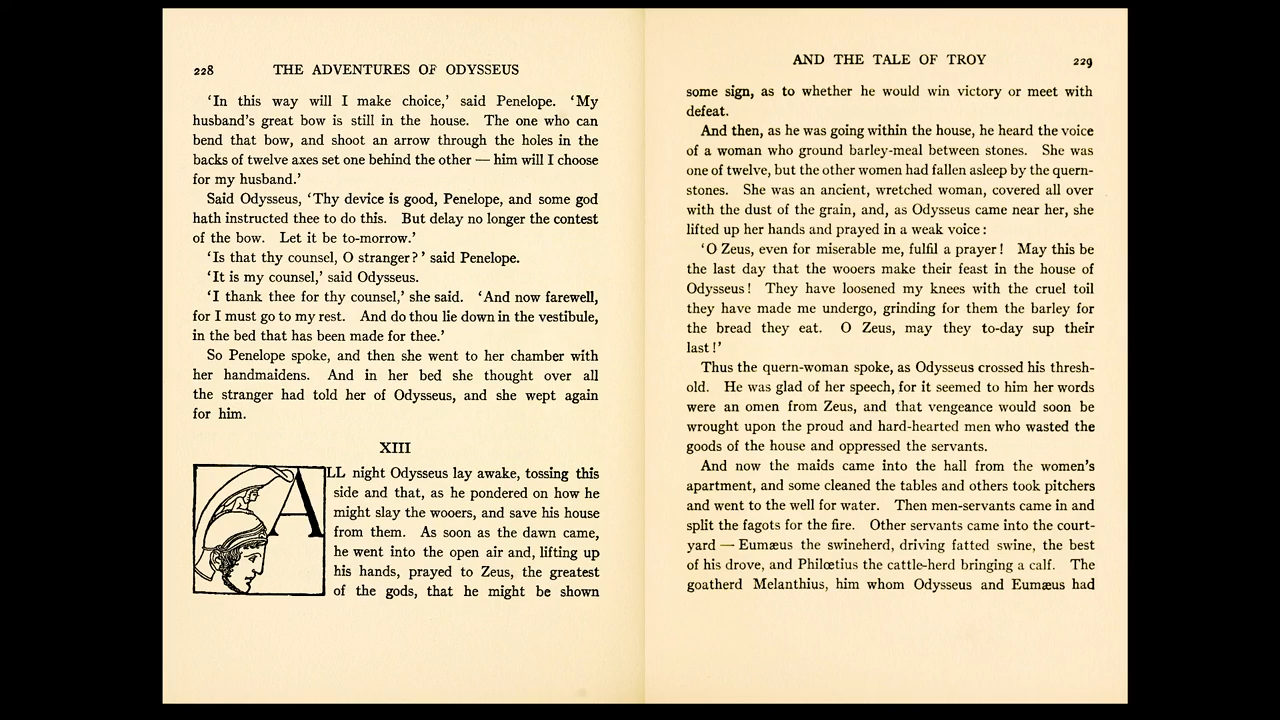 228 THE ADVENTURES OF ODYSSEUS
‘In this way will I make choice,’ said Penelope. ‘My
husband’s great bow is still in the house. The one who can
bend that bow, and shoot an arrow through the holes in the
backs of twelve axes set one behind the other — him will I choose
for my husband.’
Said Odysseus, ‘Thy device is good, Penelope, and some god
hath instructed thee to do this. But delay no longer the contest
of the bow. Let it be to-morrow.’
‘Is that thy counsel, O stranger?’ said Penelope.
‘It is my counsel,’ said Odysseus.
‘I thank thee for thy counsel,’ she said. ‘And now farewell,
for I must go to my rest. And do thou lie down in the vestibule,
in the bed that has been made for thee.’
So Penelope spoke, and then she went to her chamber with
her handmaidens. And in her bed she thought over all
the stranger had told her of Odysseus, and she wept again
for him.
XIII
ALL night Odysseus lay awake, tossing this
side and that, as he pondered on how he
might slay the wooers, and save his house
from them. As soon as the dawn came,
he went into the open air and, lifting up
his hands, prayed to Zeus, the greatest
of the gods, that he might be shown
AND THE TALE OF TROY 229
some sign, as to whether he would win victory or meet with
defeat.
And then, as he was going within the house, he heard the voice
of a woman who ground barley-meal between stones. She was
one of twelve, but the other women had fallen asleep by the quern-
stones. She was an ancient, wretched woman, covered all over
with the dust of the grain, and, as Odysseus came near her, she
lifted up her hands and prayed in a weak voice:
‘O Zeus, even for miserable me, fulfil a prayer! May this be
the last day that the wooers make their feast in the house of
Odysseus! They have loosened my knees with the cruel toil
they have made me undergo, grinding for them the barley for
the bread they eat. O Zeus, may they to-day sup their
last!’
Thus the quern-woman spoke, as Odysseus crossed his thresh-
old. He was glad of her speech, for it seemed to him her words
were an omen from Zeus, and that vengeance would soon be
wrought upon the proud and hard-hearted men who wasted the
goods of the house and oppressed the servants.
And now the maids came into the hall from the women’s
apartment, and some cleaned the tables and others took pitchers
and went to the well for water. Then men-servants came in and
split the fagots for the fire. Other servants came into the court-
yard — Eumæus the swineherd, driving fatted swine, the best
of his drove, and Philœtius the cattle-herd bringing a calf. The
goatherd Melanthius, him whom Odysseus and Eumæus had